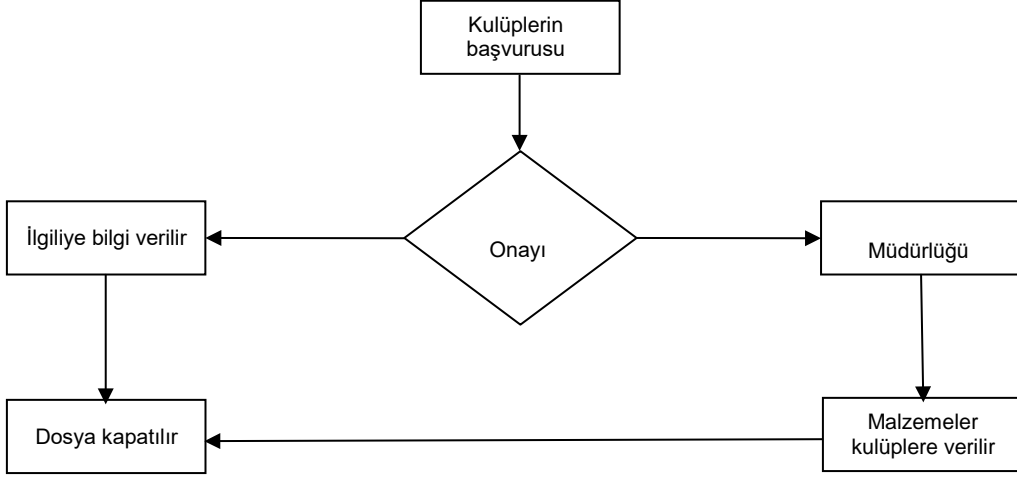 Kulüplerin
başvurusu
İlgiliye bilgi verilir
Onayı
Müdürlüğü
Dosya kapatılır
Malzemeler
kulüplere verilir